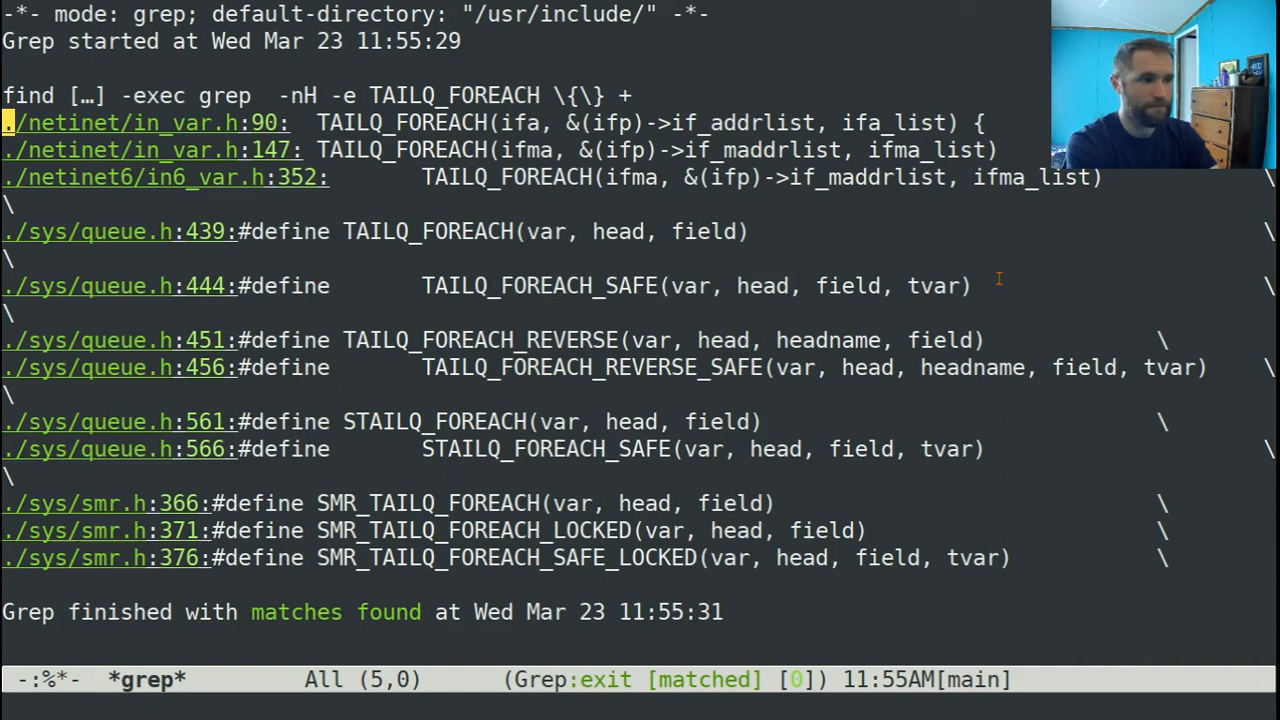 -*- mode: grep; default-directory: "/usr/include/" -*-
Grep started at Wed Mar 23 11:55:29
find […] -exec grep  -nH -e TAILQ_FOREACH \{\} +
./netinet/in_var.h:90:  TAILQ_FOREACH(ifa, &(ifp)->if_addrlist, ifa_list) {
./netinet/in_var.h:147: TAILQ_FOREACH(ifma, &(ifp)->if_maddrlist, ifma_list)
./netinet6/in6_var.h:352:       TAILQ_FOREACH(ifma, &(ifp)->if_maddrlist, ifma_list)     \
\
./sys/queue.h:439:#define TAILQ_FOREACH(var, head, field)     \
\
./sys/queue.h:444:#define       TAILQ_FOREACH_SAFE(var, head, field, tvar)     \
\
./sys/queue.h:451:#define TAILQ_FOREACH_REVERSE(var, head, headname, field)     \
./sys/queue.h:456:#define       TAILQ_FOREACH_REVERSE_SAFE(var, head, headname, field, tvar)     \
\
./sys/queue.h:561:#define STAILQ_FOREACH(var, head, field)     \
./sys/queue.h:566:#define       STAILQ_FOREACH_SAFE(var, head, field, tvar)     \
\
./sys/smr.h:366:#define SMR_TAILQ_FOREACH(var, head, field)     \
./sys/smr.h:371:#define SMR_TAILQ_FOREACH_LOCKED(var, head, field)     \
./sys/smr.h:376:#define SMR_TAILQ_FOREACH_SAFE_LOCKED(var, head, field, tvar)     \
Grep finished with matches found at Wed Mar 23 11:55:31
-:%*-  *grep*         All (5,0)      (Grep:exit [matched] [0]) 11:55AM[main]